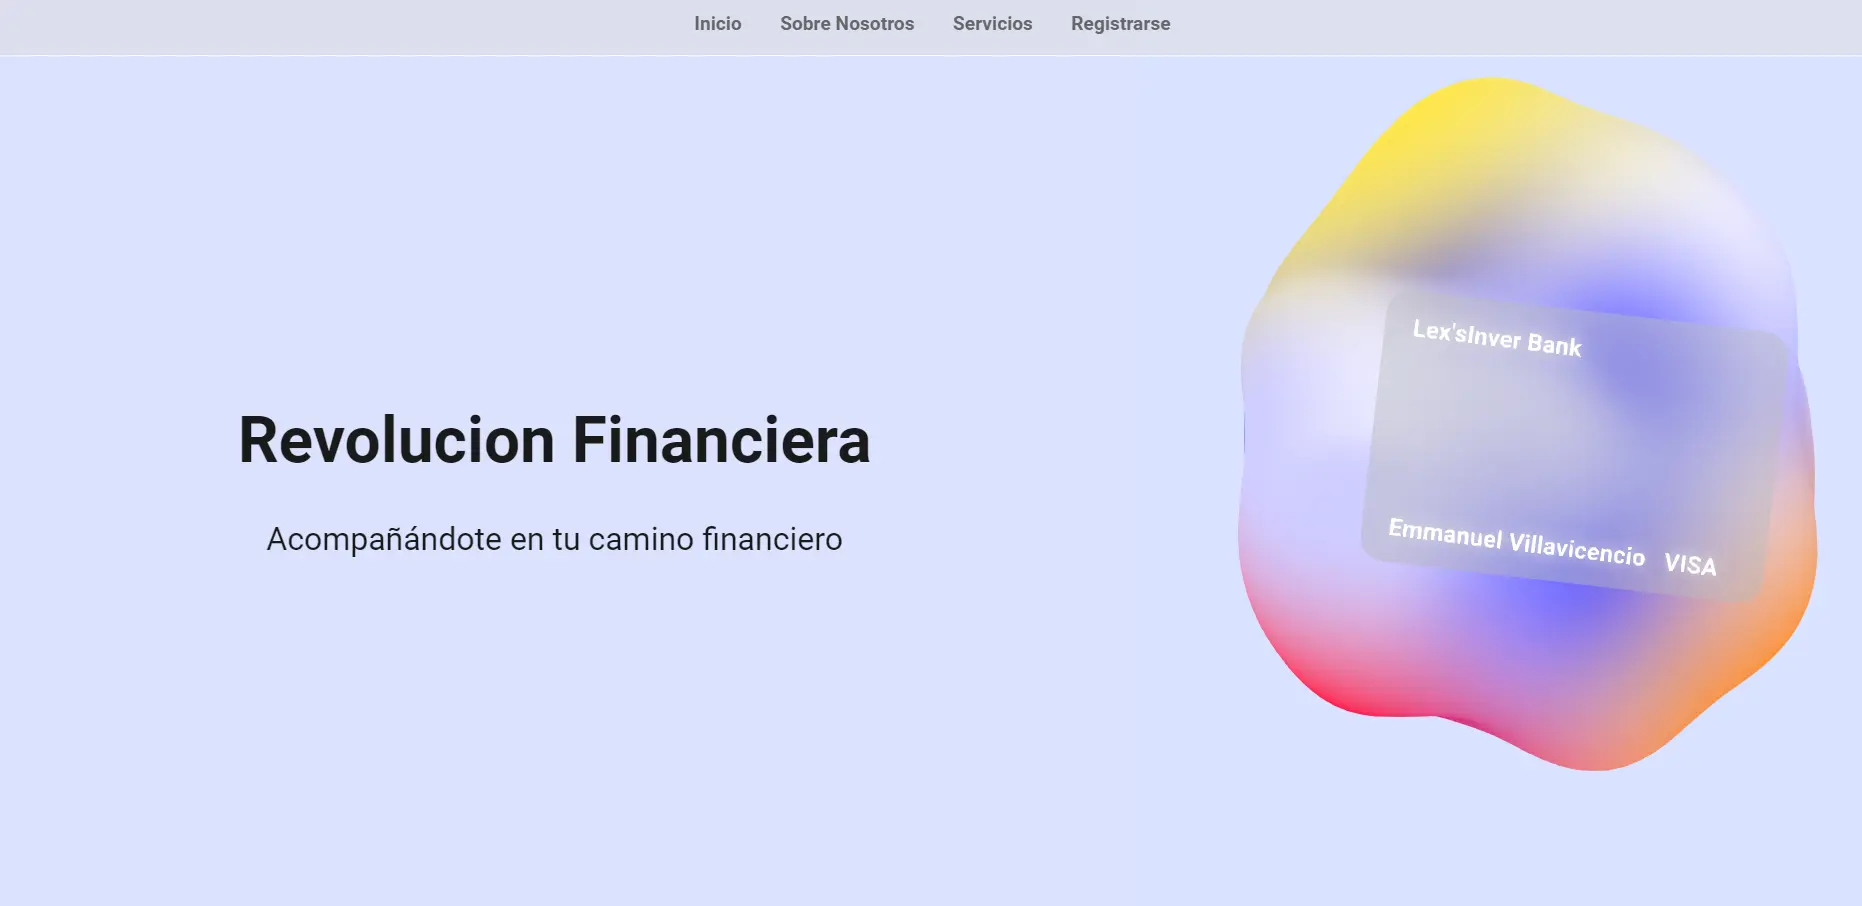 Inicio Sobre Nosotros Servicios Registrarse
Revolucion Financiera
Acompañándote en tu camino financiero
Lex'sInver Bank
Emmanuel Villavicencio VISA